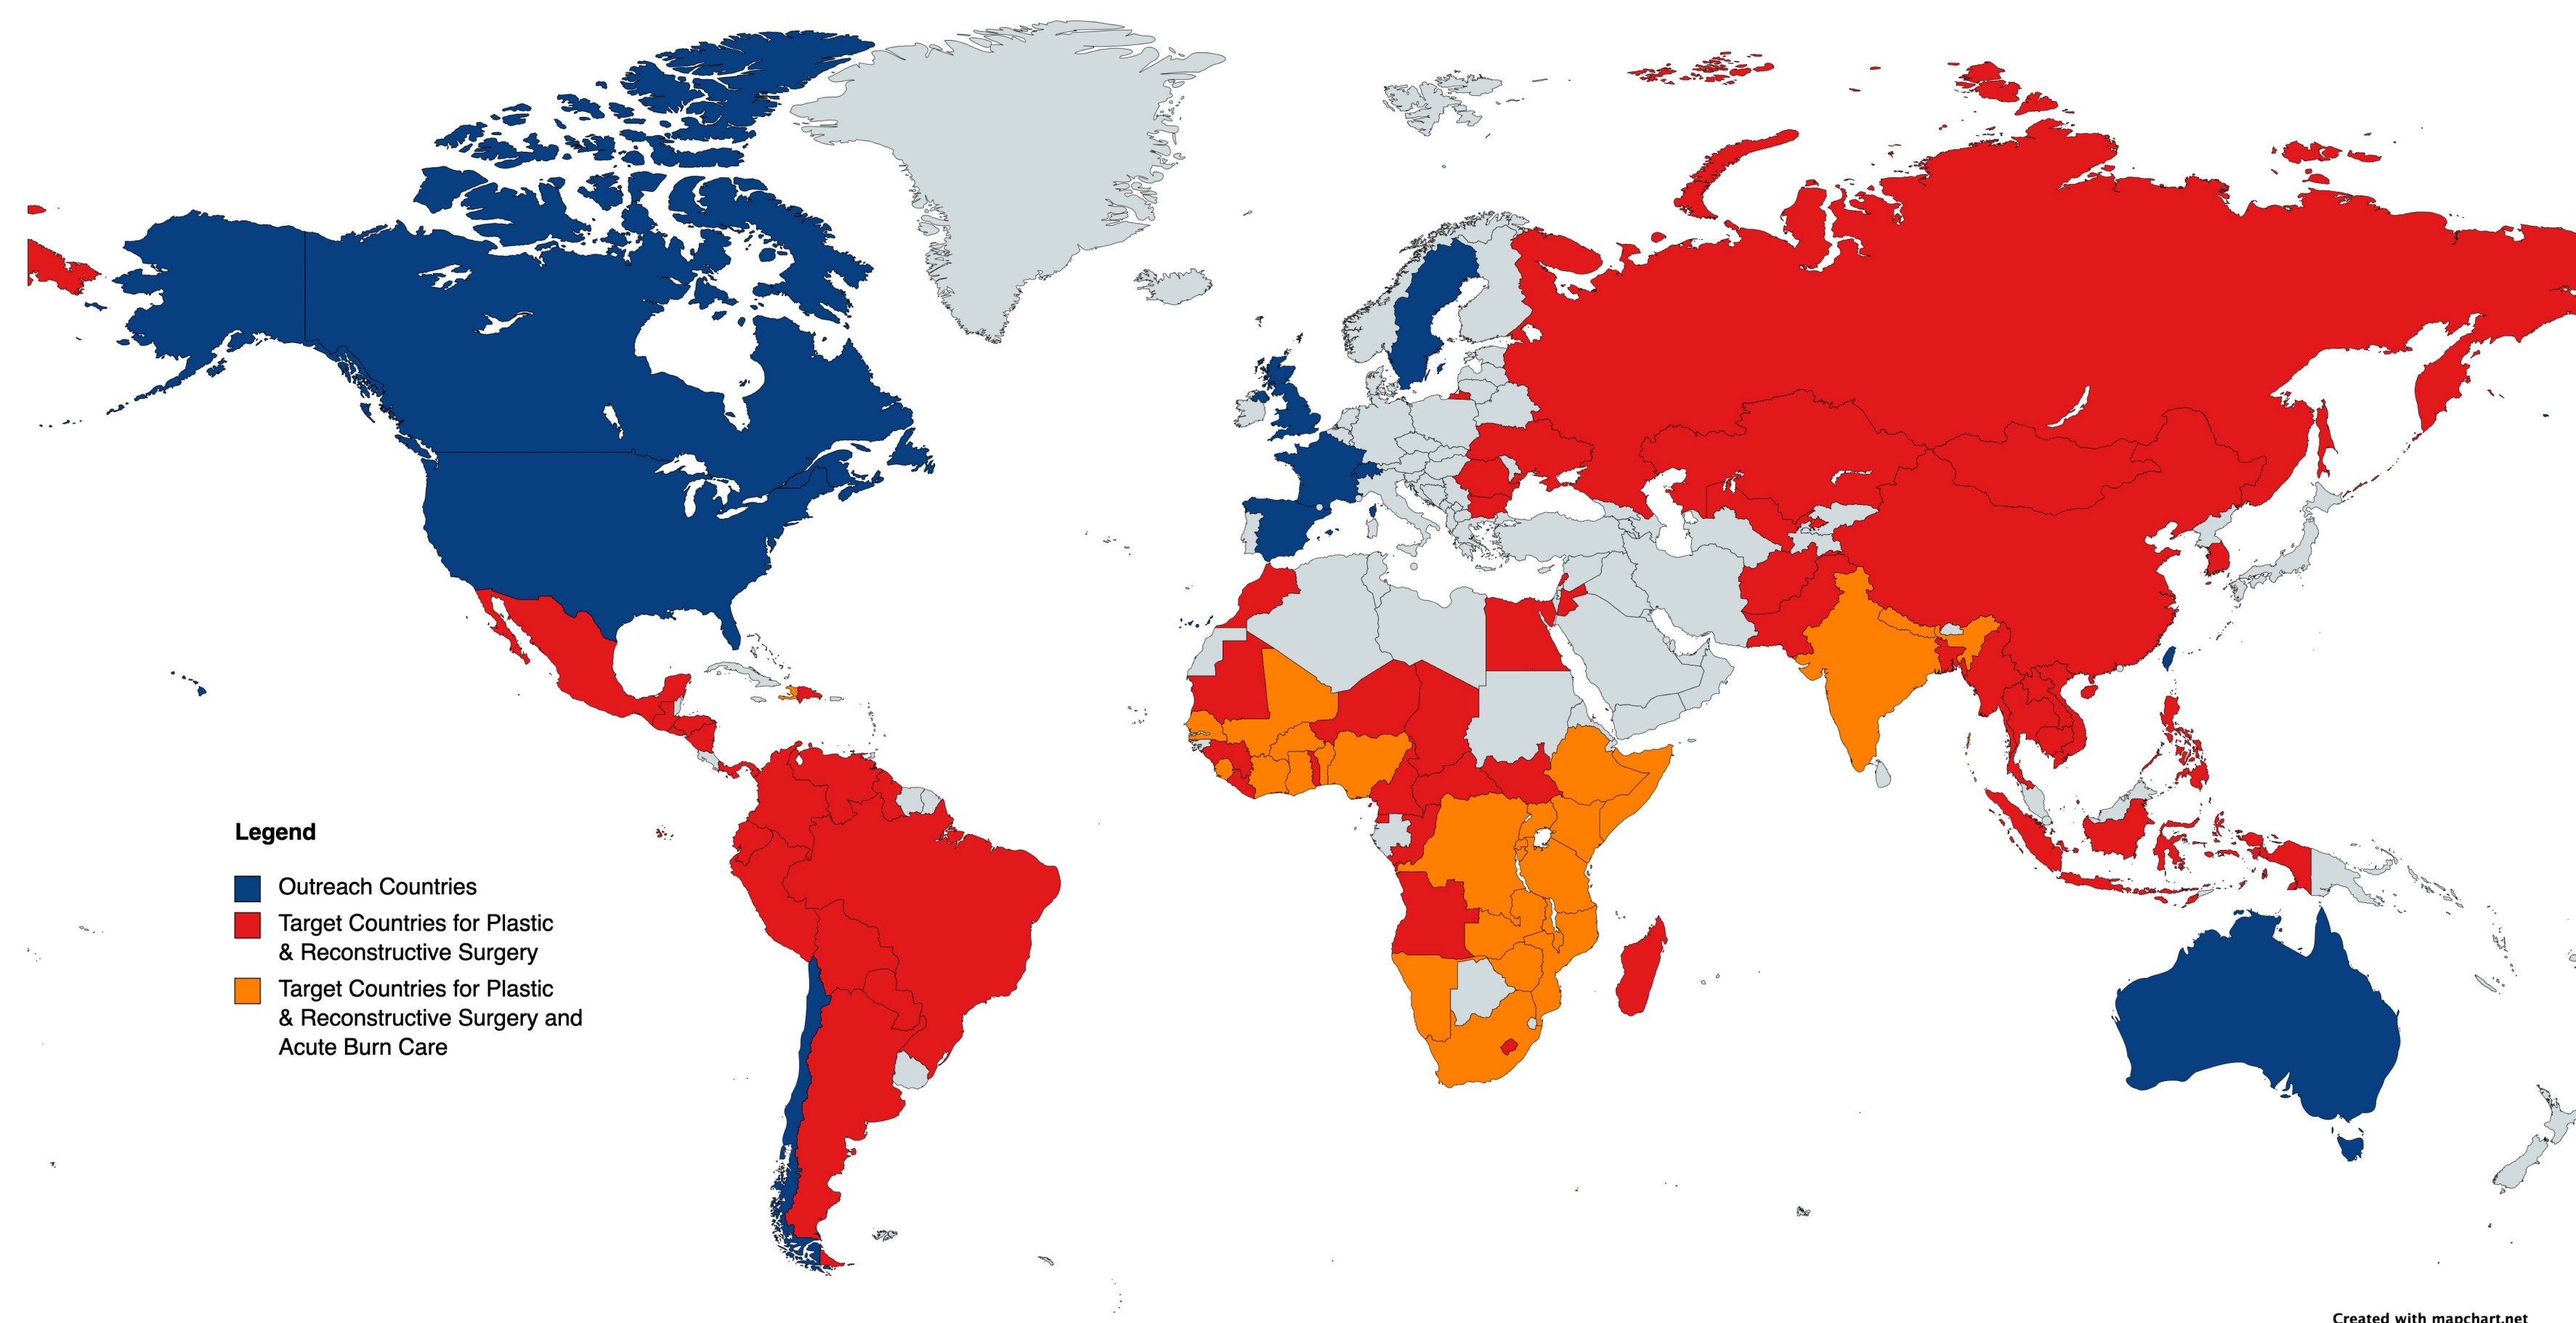 Legend
Outreach Countries
Target Countries for Plastic
& Reconstructive Surgery
Target Countries for Plastic
& Reconstructive Surgery and
Acute Burn Care
Created with mapchart.net